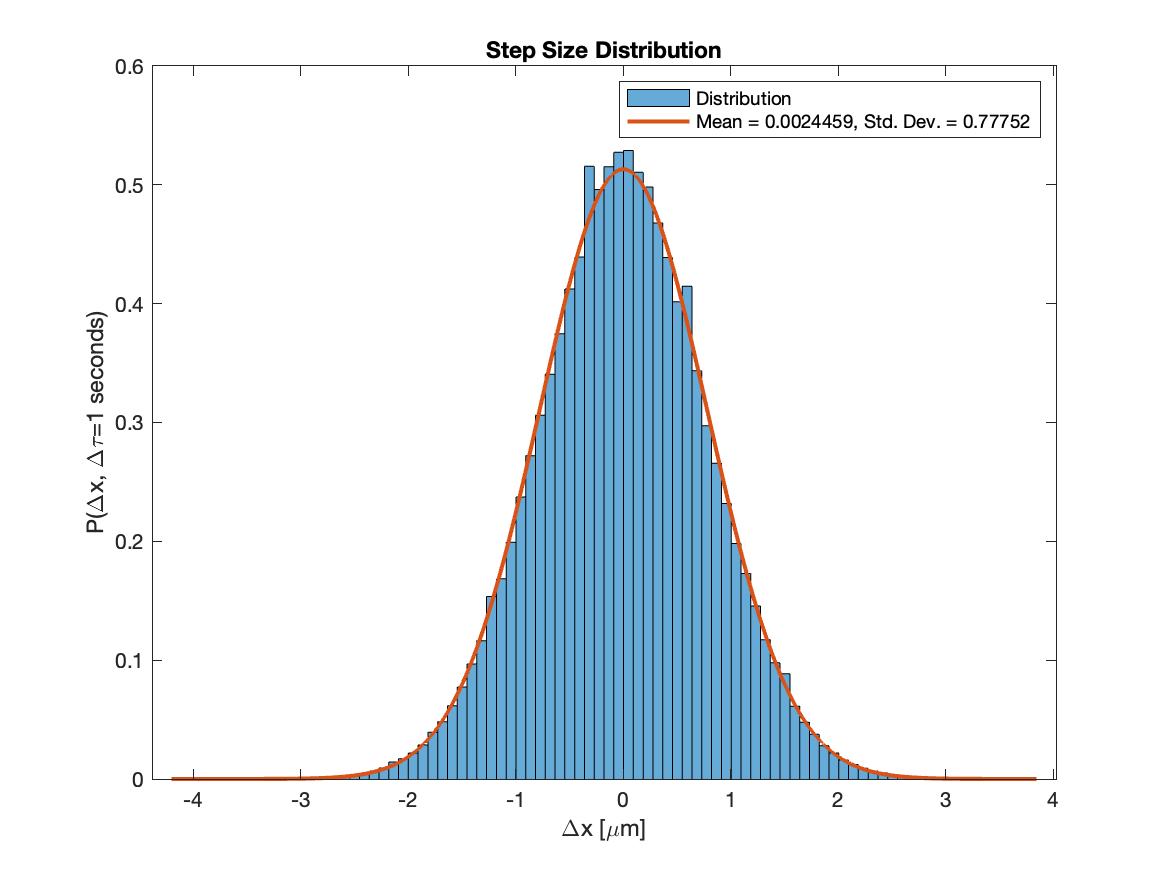 Step Size Distribution
0.6
Distribution
Mean = 0.0024459, Std. Dev. = 0.77752
0.5
0.4
0.3
0.2
0.1
0
P(Δx, Δτ=1 seconds)
-4 -3 -2 -1 0 1 2 3 4
Δx [μm]